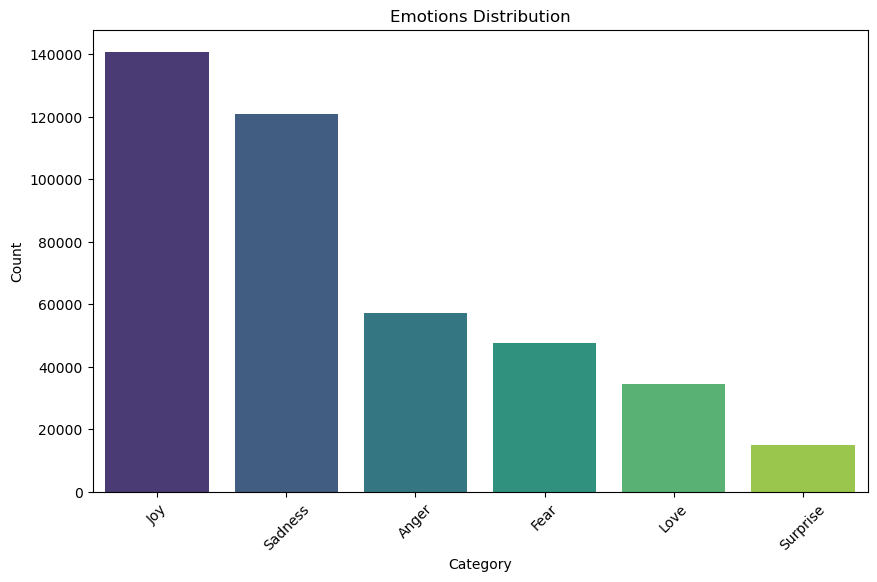 Emotions Distribution
Count
140000
120000
100000
80000
60000
40000
20000
0
Joy
Sadness
Anger
Fear
Love
Surprise
Category